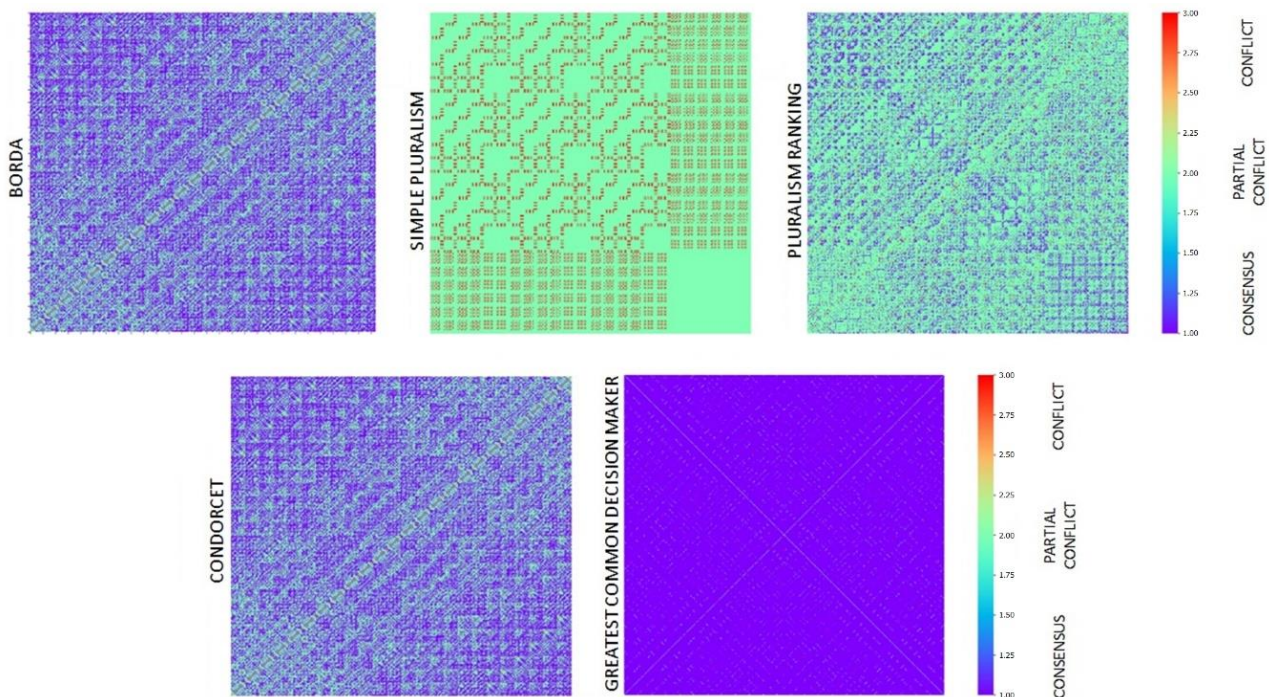 BORDA
SIMPLE PLURALISM
PLURALISM RANKING
3.00
2.75
2.50
2.25
2.00
1.75
1.50
1.25
1.00
CONFLICT
PARTIAL
CONFLICT
CONSENSUS
CONDORCET
GREATEST COMMON DECISION MAKER
3.00
2.75
2.50
2.25
2.00
1.75
1.50
1.25
1.00
CONFLICT
PARTIAL
CONFLICT
CONSENSUS